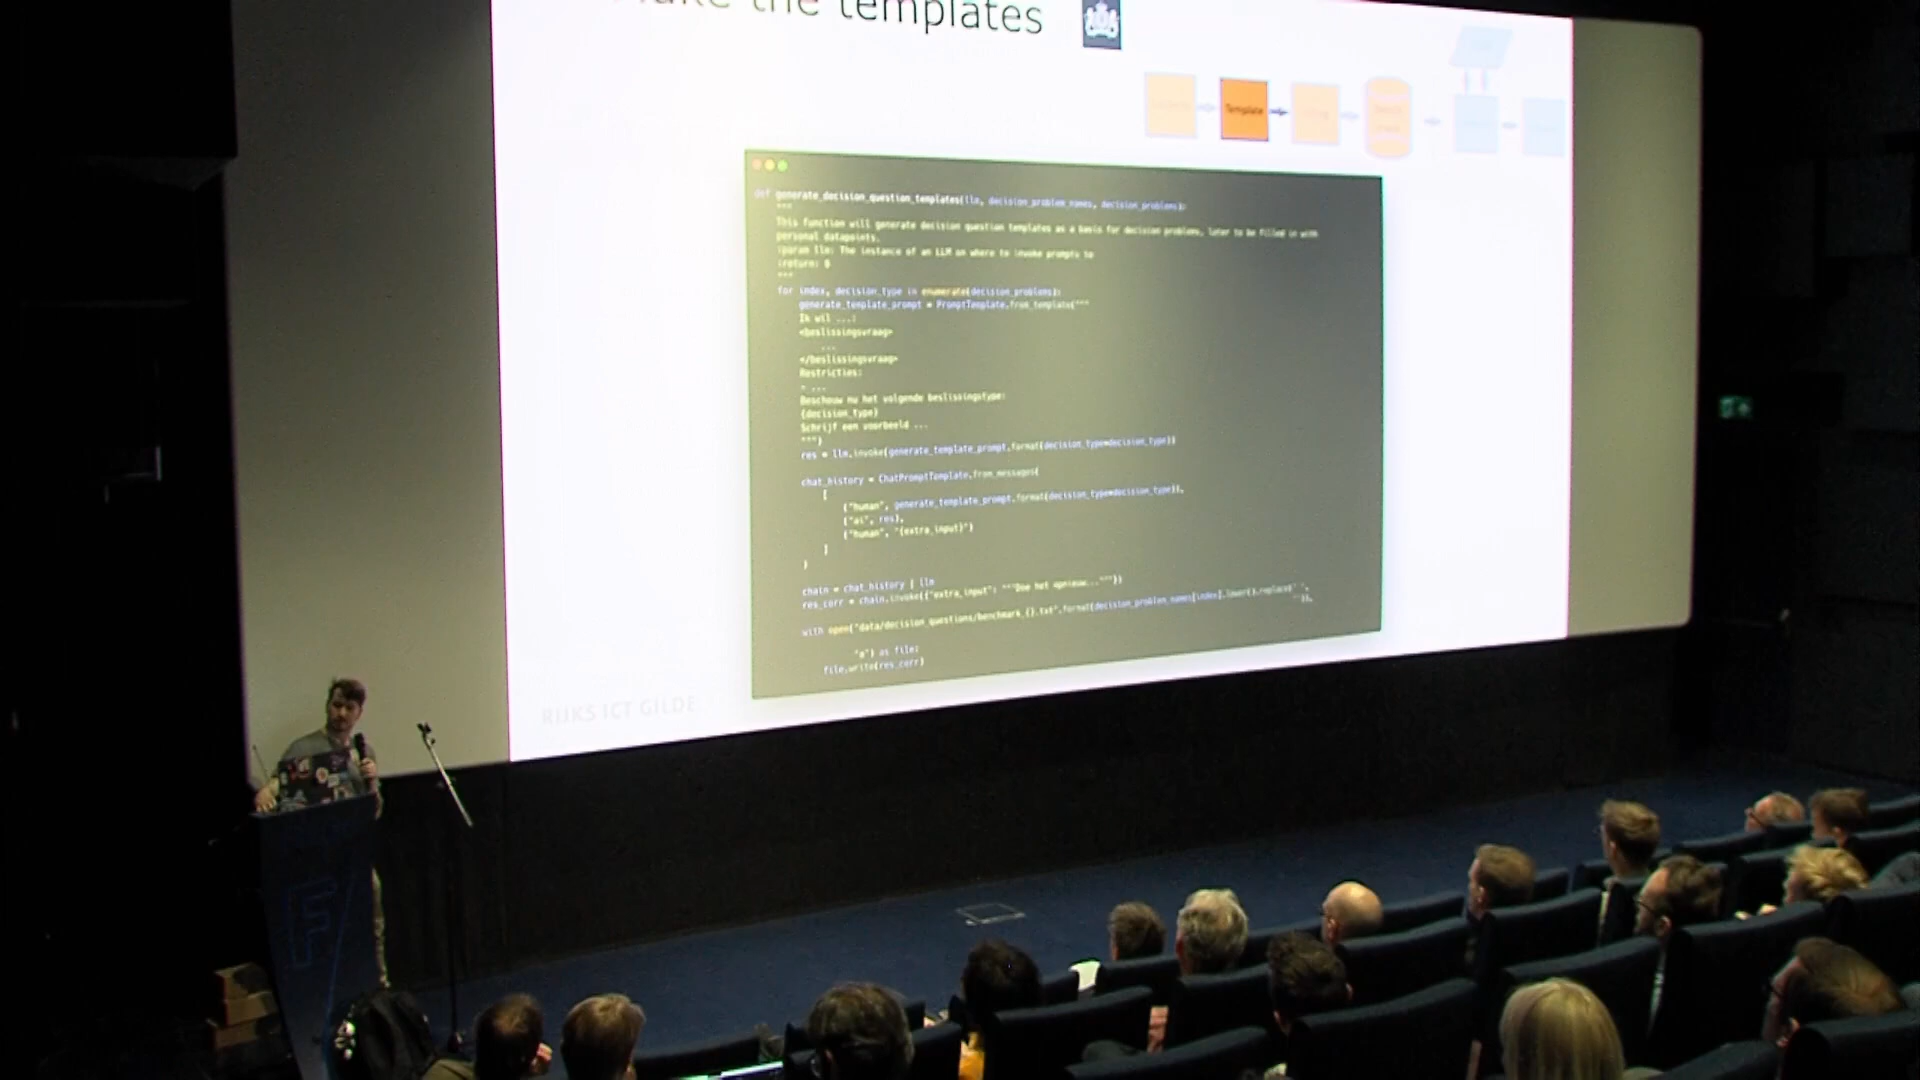 the templates
Template
def generate_decision_question_templates(llm, decision_problem_names, decision_problems):
"""
This function will generate decision question templates as a basis for decision problems, later to be filled in with
personal datapoints.
:param llm: The instance of an LLM on where to invoke prompts to
:return: 0
"""
for index, decision_type in enumerate(decision_problems):
generate_template_prompt = PromptTemplate.from_template("""
Ik wil ...:
<beslissingsvraag>
...
</beslissingsvraag>
Restricties:
- ...
Beschouw nu het volgende beslissingstype:
{decision_type}
Schrijf een voorbeeld ...
""")
res = llm.invoke(generate_template_prompt.format(decision_type=decision_type))
chat_history = ChatPromptTemplate.from_messages(
[
("human", generate_template_prompt.format(decision_type=decision_type)),
("ai", res),
("human", "{extra_input}")
]
)
chain = chat_history | llm
res_corr = chain.invoke({"extra_input": """Doe het opnieuw..."""})
with open("data/decision_questions/benchmark_{}.txt".format(decision_problem_names[index].lower().replace(" ",
"a") as file:
file.write(res_corr)
RIJKS ICT GILDE
F